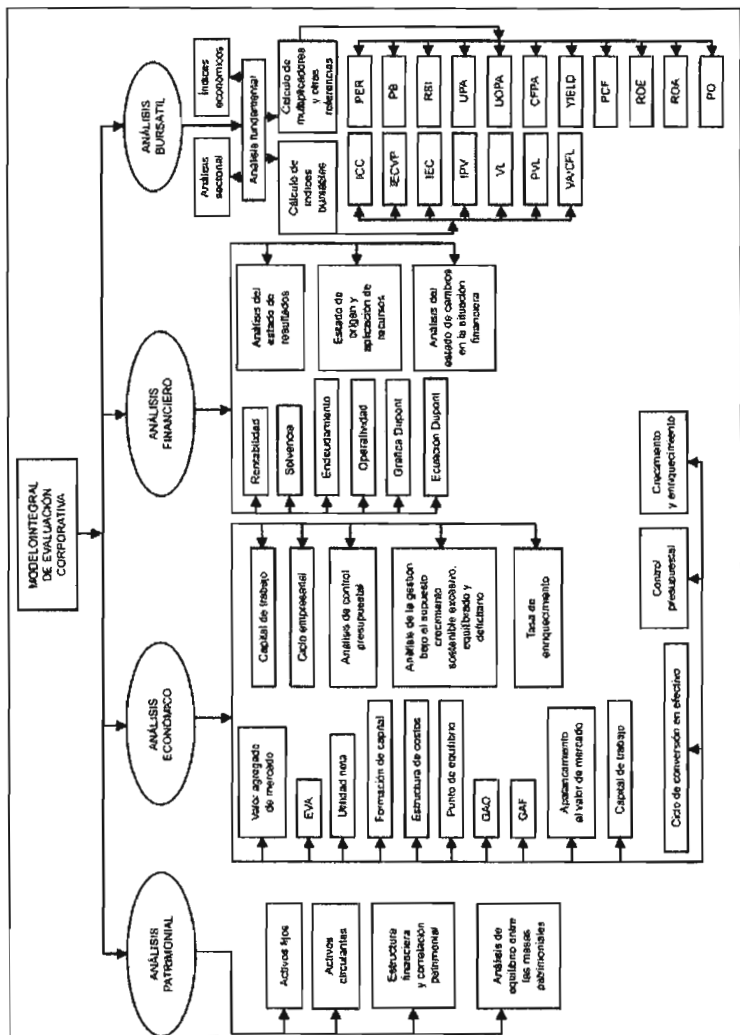 MODELO INTEGRAL
DE EVALUACIÓN
CORPORATIVA
ANÁLISIS
PATRIMONIAL
Activos fijos
Activos
circulantes
Estructura
financiera
y correlación
patrimonial
Análisis de
equilibrio entre
las masas
patrimoniales
ANÁLISIS
ECONÓMICO
Valor agregado
de mercado
EVA
Utilidad neta
Formación de capital
Estructura de costos
Punto de equilibrio
GAO
GAF
Apalancamiento
al valor de mercado
Capital de trabajo
Capital de trabajo
Ciclo empresarial
Análisis de control
presupuestal
Análisis de la gestión
bajo el supuesto
crecimiento
sostenible excesivo,
equilibrado y
deficitario
Tasa de
enriquecimiento
Ciclo de conversión en efectivo
Control
presupuestal
Crecimiento
y enriquecimiento
ANÁLISIS
FINANCIERO
Rentabilidad
Solvencia
Endeudamiento
Operatividad
Grafica Dupont
Ecuación Dupont
Análisis del
estado de
resultados
Estado de
origen y
aplicación de
recursos
Análisis del
estado de cambios
en la situación
financiera
ANÁLISIS
BURSÁTIL
Análisis
sectorial
Índices
económicos
Análisis fundamental
Cálculo de
índices
bursátiles
Cálculo de
multiplicadores
y otras
referencias
ICC
IECVP
IEC
IPV
VL
PVL
PER
PB
RSI
UPA
UOPA
CFPA
YIELD
PCF
ROE
ROA
PO